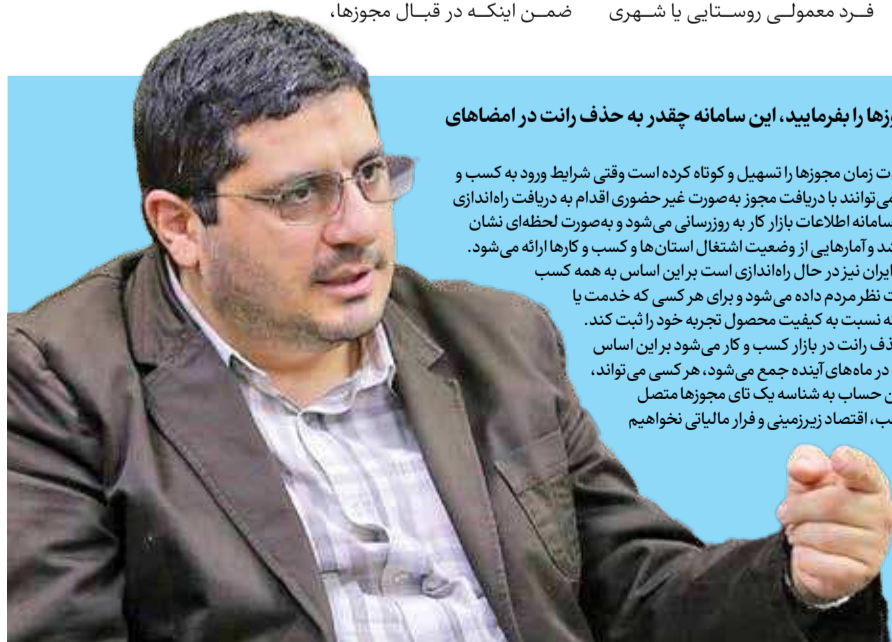 فـرد معمولـی روسـتایی یا شـهری
ضمـن اینکـه در قبـال مجوزها،
را بفرمایید، این سامانه چقدر به حذف رانت در امضاهای
زمان مجوزها را تسهیل و کوتاه کرده است وقتی شرایط ورود به کسب و
می‌توانند با دریافت مجوز به‌صورت غیر حضوری اقدام به دریافت راه‌اندازی
سامانه اطلاعات بازار کار به روزرسانی می‌شود و به‌صورت لحظه‌ای نشان
و آمارهایی از وضعیت اشتغال استان‌ها و کسب و کارها ارائه می‌شود.
ایران نیز در حال راه‌اندازی است بر این اساس به همه کسب
نظر مردم داده می‌شود و برای هر کسی که خدمت یا
نسبت به کیفیت محصول تجربه خود را ثبت کند.
رانت در بازار کسب و کار می‌شود بر این اساس
در ماه‌های آینده جمع می‌شود، هر کسی می‌تواند،
حساب به شناسه یک تای مجوزها متصل
اقتصاد زیرزمینی و فرار مالیاتی نخواهیم